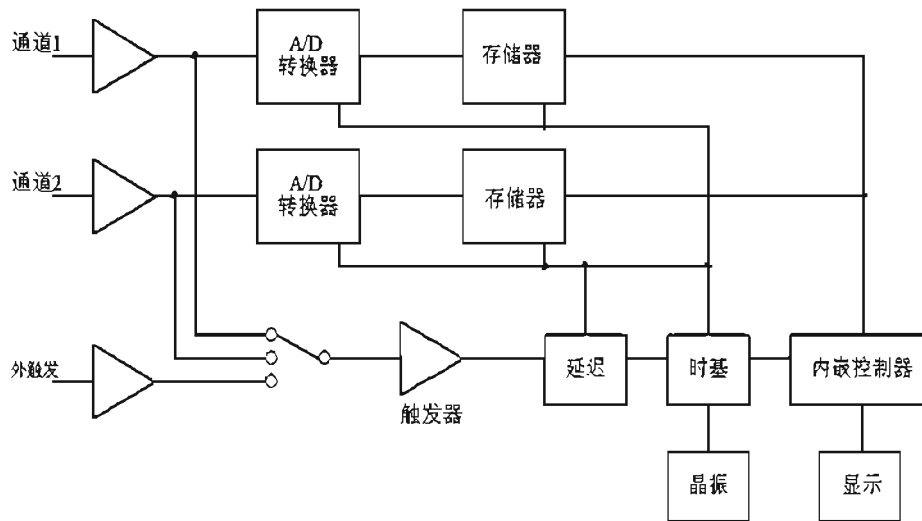 通道1
A/D
转换器
存储器
通道2
A/D
转换器
存储器
外触发
触发器
延迟
时基
内嵌控制器
晶振
显示